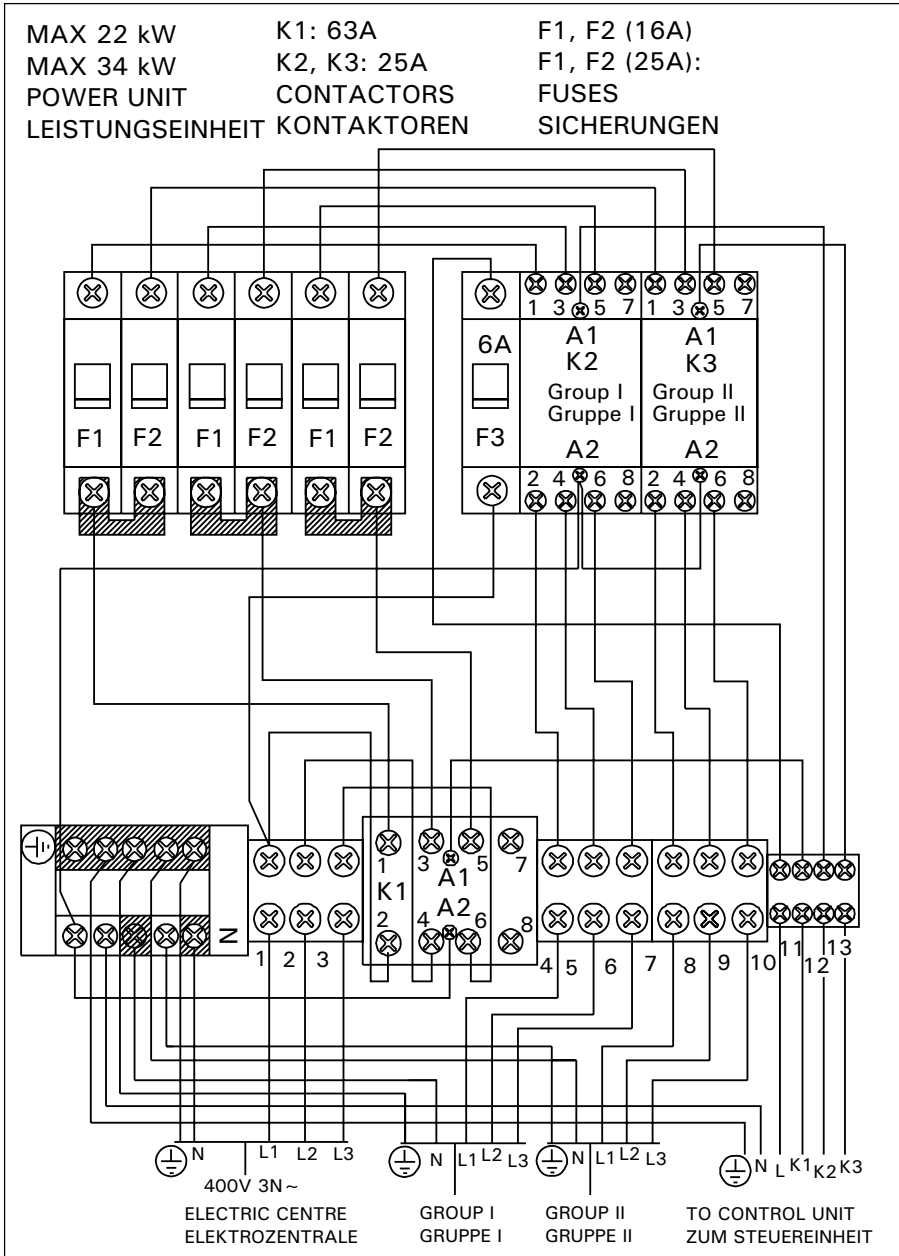 MAX 22 kW
MAX 34 kW
POWER UNIT
LEISTUNGSEINHEIT
K1: 63A
K2, K3: 25A
CONTACTORS
KONTAKTOREN
F1, F2 (16A)
F1, F2 (25A):
FUSES
SICHERUNGEN
1 3 5 7 1 3 5 7
6A
A1 A1
K2 K3
Group I Group II
Gruppe I Gruppe II
F1 F2 F1 F2 F1 F2 F3
A2 A2
2 4 6 8 2 4 6 8
1 3 5 7
K1 A1
A2
2 4 6 8
N
1 2 3 4 5 6 7 8 9 10 11 12 13
N L1 L2 L3
N L1 L2 L3
N L1 L2 L3
N L K1 K2 K3
400V 3N~
ELECTRIC CENTRE
ELEKTROZENTRALE
GROUP I
GRUPPE I
GROUP II
GRUPPE II
TO CONTROL UNIT
ZUM STEUEREINHEIT